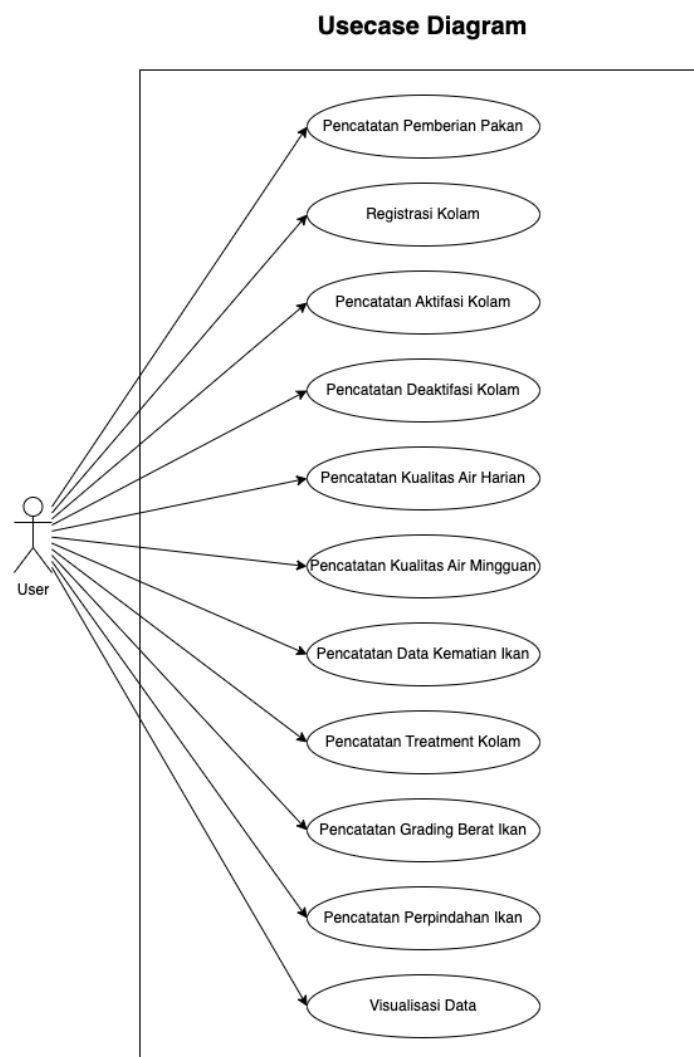 Usecase Diagram
Pencatatan Pemberian Pakan
Registrasi Kolam
Pencatatan Aktifasi Kolam
Pencatatan Deaktifasi Kolam
Pencatatan Kualitas Air Harian
Pencatatan Kualitas Air Mingguan
User
Pencatatan Data Kematian Ikan
Pencatatan Treatment Kolam
Pencatatan Grading Berat Ikan
Pencatatan Perpindahan Ikan
Visualisasi Data